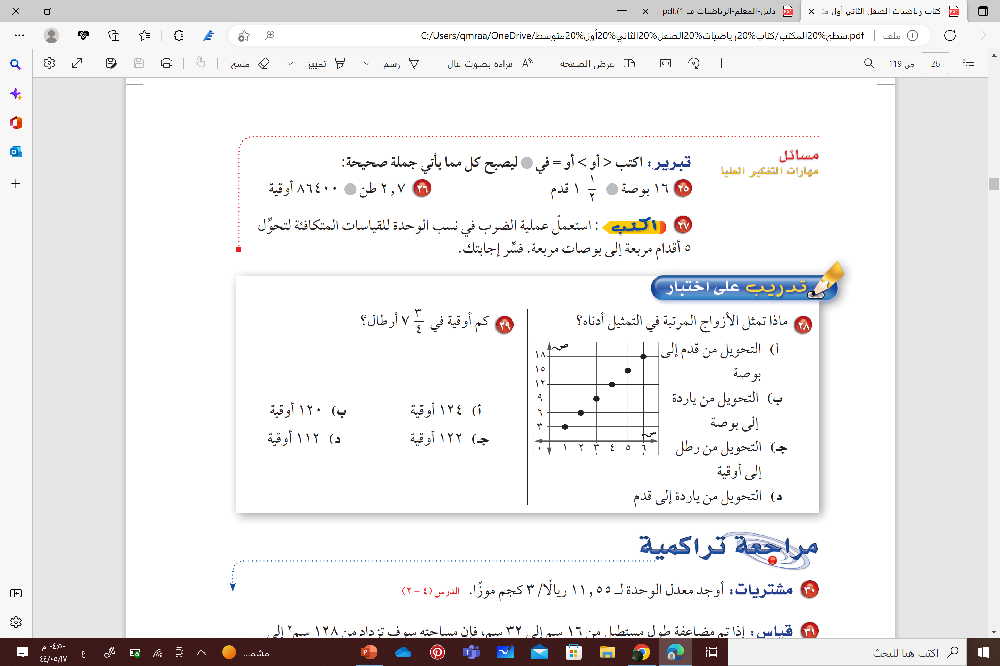 كتاب رياضيات الصفل الثاني أول
دليل-المعلم-الرياضيات ف 1).pdf
ملف
C:/Users/qmraa/OneDrive/سطح%20المكتب/كتاب%20رياضيات%20الصفل%20الثاني%20أول%20متوسط.pdf
26
من 119
عرض الصفحة
قراءة بصوت عالٍ
رسم
تمييز
مسح
مسائل
مهارات التفكير العليا
تبرير: اكتب < أو > أو = في ● ليصبح كل مما يأتي جملة صحيحة:
٢٥ ١٦ بوصة ● ١ ١/٢ قدم
٢٦ ٢,٧ طن ● ٨٦٤٠٠ أوقية
٢٧ اكتب : استعملْ عملية الضرب في نسب الوحدة للقياسات المتكافئة لتحوِّل
٥ أقدام مربعة إلى بوصات مربعة. فسِّر إجابتك.
تدريب على اختبار
٢٨ ماذا تمثل الأزواج المرتبة في التمثيل أدناه؟
أ) التحويل من قدم إلى
بوصة
ب) التحويل من ياردة
إلى بوصة
جـ) التحويل من رطل
إلى أوقية
د) التحويل من ياردة إلى قدم
ص
١٨
١٥
١٢
٩
٦
٣
س
٠ ١ ٢ ٣ ٤ ٥ ٦
٢٩ كم أوقية في ٧ ٣/٤ أرطال؟
أ) ١٢٤ أوقية
ب) ١٢٠ أوقية
جـ) ١٢٢ أوقية
د) ١١٢ أوقية
مراجعة تراكمية
٣٠ مشتريات: أوجد معدل الوحدة لـ ١١,٥٥ ريالًا/ ٣ كجم موزًا. الدرس (٤ – ٢)
٣١ قياس: إذا تم مضاعفة طول مستطيل من ١٦ سم إلى ٣٢ سم، فإن مساحته سوف تزداد من ١٢٨ سم٢ إلى
اكتب هنا للبحث
مشمـ...
ع
٠٤:٥٠ م
٤٤/٠٥/١٧